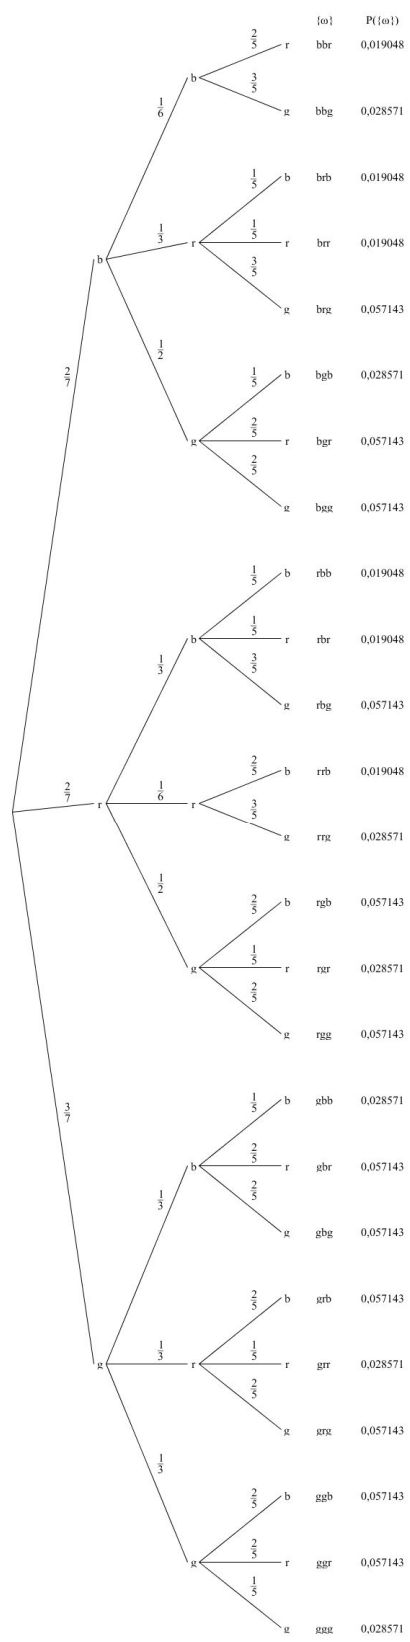 {ω} P({ω})
2/5 r bbr 0,019048
b
3/5
1/6 g bbg 0,028571
1/5 b brb 0,019048
1/3 r 1/5 r brr 0,019048
b 3/5
g brg 0,057143
1/2
2/7 1/5 b bgb 0,028571
g 2/5 r bgr 0,057143
2/5
g bgg 0,057143
1/5 b rbb 0,019048
b 1/5 r rbr 0,019048
1/3 3/5
g rbg 0,057143
2/5 b rrb 0,019048
2/7 r 1/6 r
3/5 g rrg 0,028571
1/2
2/5 b rgb 0,057143
g 1/5 r rgr 0,028571
2/5
g rgg 0,057143
3/7 1/5 b gbb 0,028571
b 2/5 r gbr 0,057143
1/3 2/5
g gbg 0,057143
2/5 b grb 0,057143
g 1/3 r 1/5 r grr 0,028571
2/5
g grg 0,057143
1/3
2/5 b ggb 0,057143
g 2/5 r ggr 0,057143
1/5
g ggg 0,028571